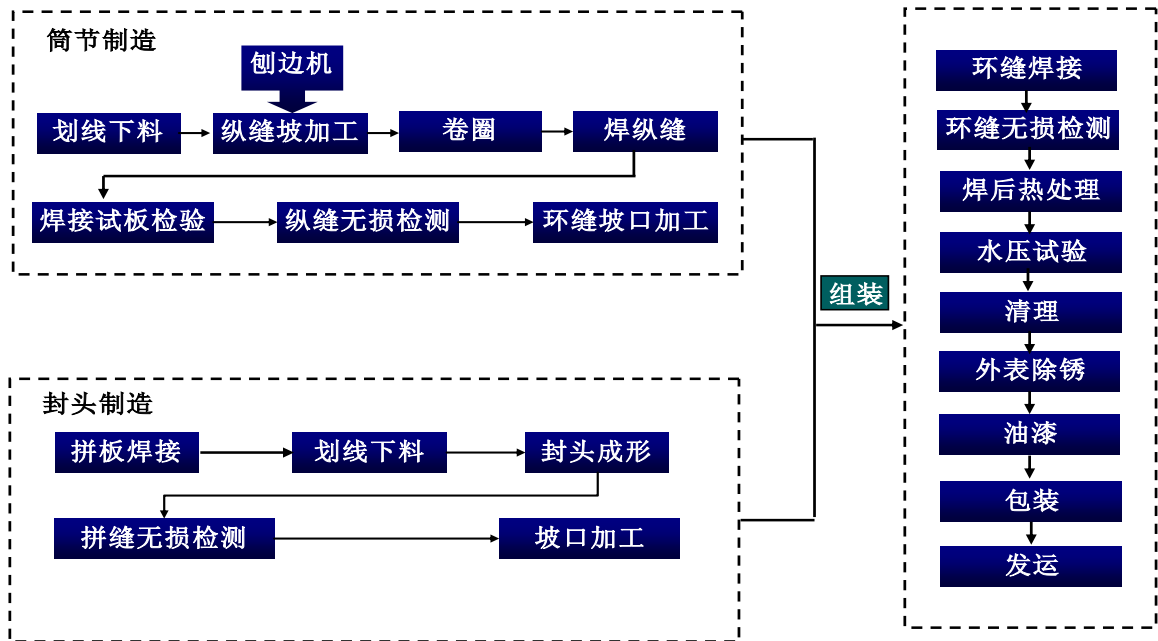 筒节制造
刨边机
划线下料
纵缝坡加工
卷圈
焊纵缝
焊接试板检验
纵缝无损检测
环缝坡口加工
封头制造
拼板焊接
划线下料
封头成形
拼缝无损检测
坡口加工
组装
环缝焊接
环缝无损检测
焊后热处理
水压试验
清理
外表除锈
油漆
包装
发运